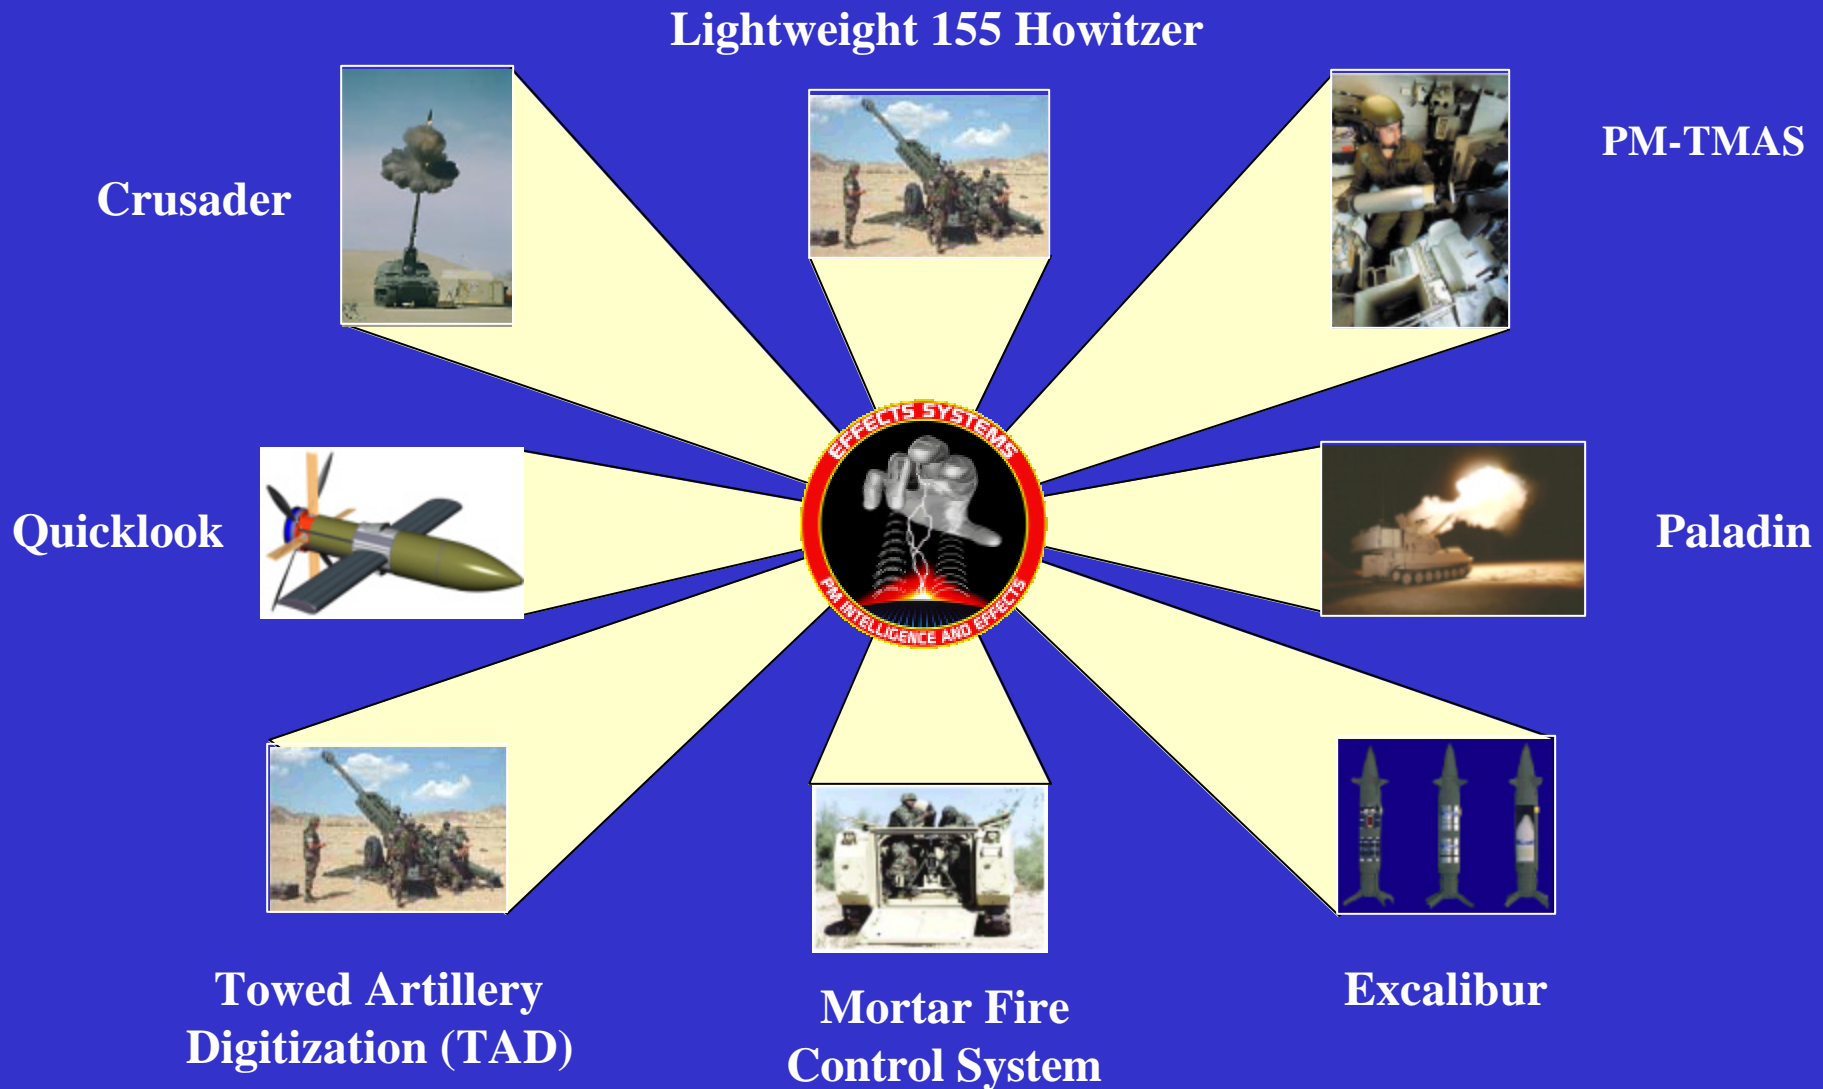 Lightweight 155 Howitzer
Crusader
PM-TMAS
EFFECTS SYSTEMS
PM INTELLIGENCE AND EFFECTS
Quicklook
Paladin
Towed Artillery
Digitization (TAD)
Mortar Fire
Control System
Excalibur